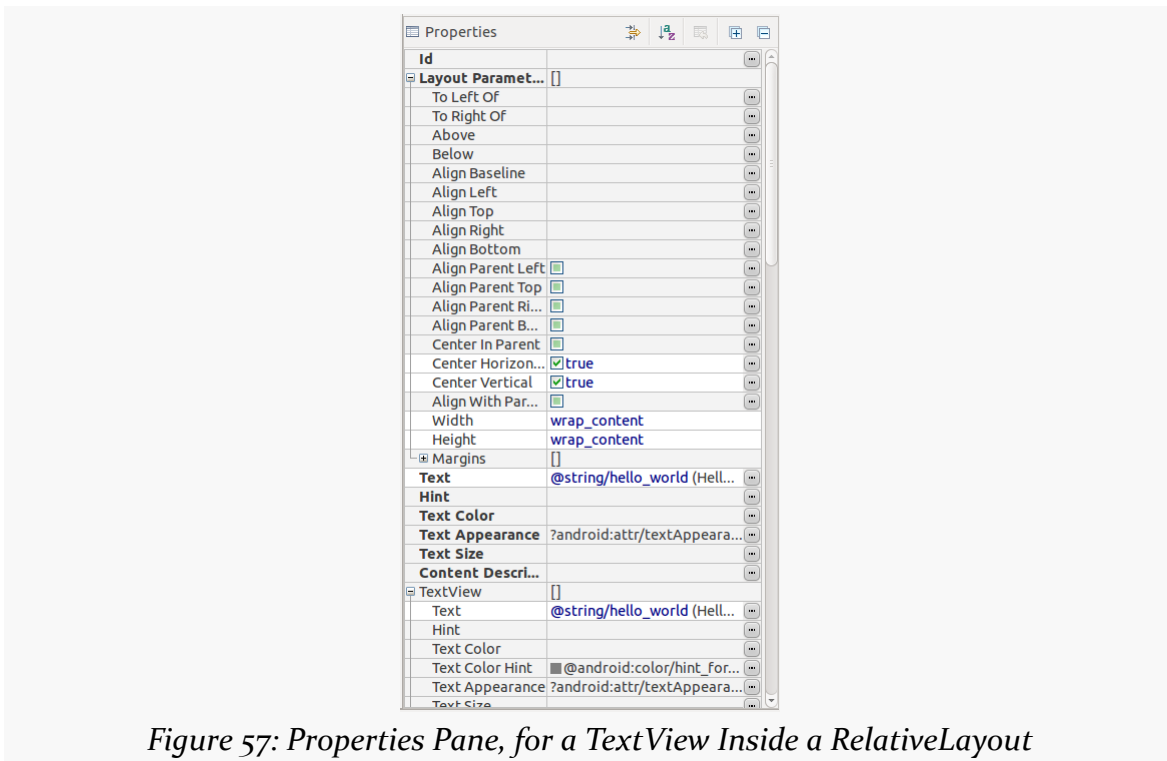 Properties
Id
Layout Paramet... []
To Left Of
To Right Of
Above
Below
Align Baseline
Align Left
Align Top
Align Right
Align Bottom
Align Parent Left
Align Parent Top
Align Parent Ri...
Align Parent B...
Center In Parent
Center Horizon... true
Center Vertical true
Align With Par...
Width wrap_content
Height wrap_content
Margins []
Text @string/hello_world (Hell...
Hint
Text Color
Text Appearance ?android:attr/textAppeara...
Text Size
Content Descri...
TextView []
Text @string/hello_world (Hell...
Hint
Text Color
Text Color Hint @android:color/hint_for...
Text Appearance ?android:attr/textAppeara...
Text Size
Figure 57: Properties Pane, for a TextView Inside a RelativeLayout